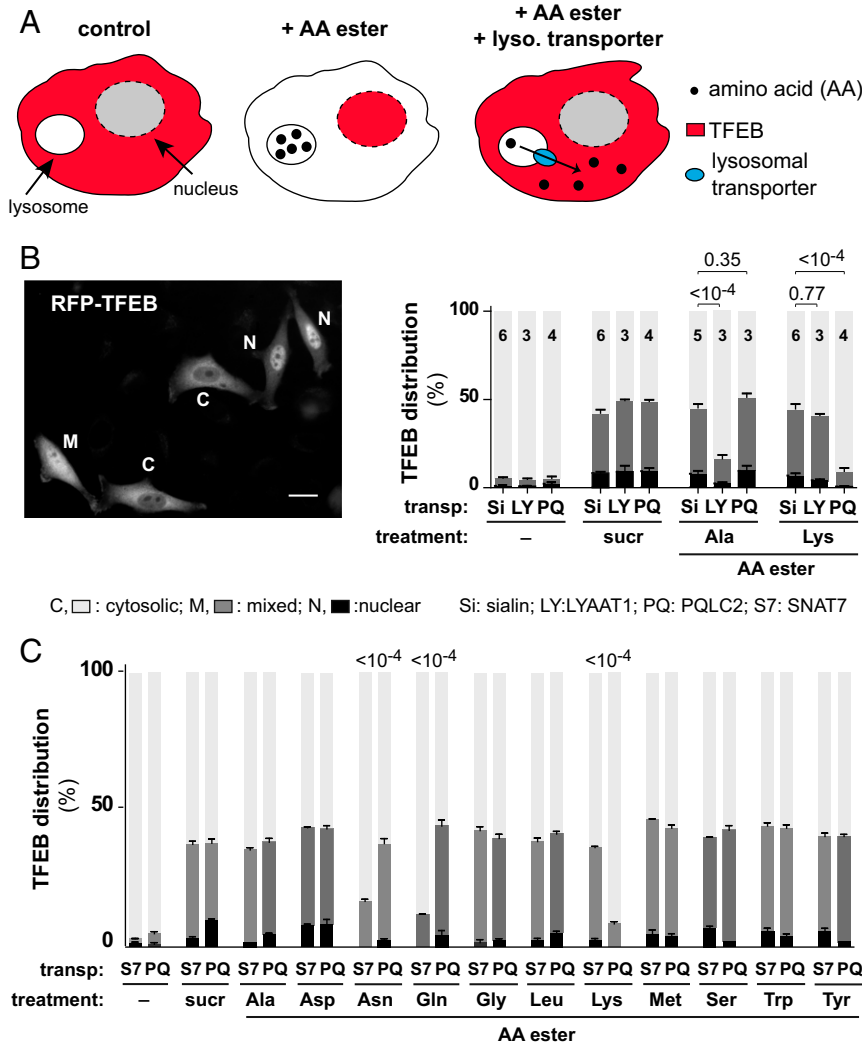 A
control
+ AA ester
+ AA ester
+ lyso. transporter
lysosome
nucleus
amino acid (AA)
TFEB
lysosomal
transporter
B
RFP-TFEB
N
N
C
M
C
TFEB distribution
(%)
100
50
0
0.35
<10-4
<10-4
0.77
6 3 4 6 3 4 5 3 3 6 3 4
transp: Si LY PQ Si LY PQ Si LY PQ Si LY PQ
treatment: – sucr Ala Lys
AA ester
C, : cytosolic; M, : mixed; N, :nuclear Si: sialin; LY:LYAAT1; PQ: PQLC2; S7: SNAT7
C
TFEB distribution
(%)
100
50
0
<10-4 <10-4 <10-4
transp: S7 PQ S7 PQ S7 PQ S7 PQ S7 PQ S7 PQ S7 PQ S7 PQ S7 PQ S7 PQ S7 PQ S7 PQ S7 PQ
treatment: – sucr Ala Asp Asn Gln Gly Leu Lys Met Ser Trp Tyr
AA ester